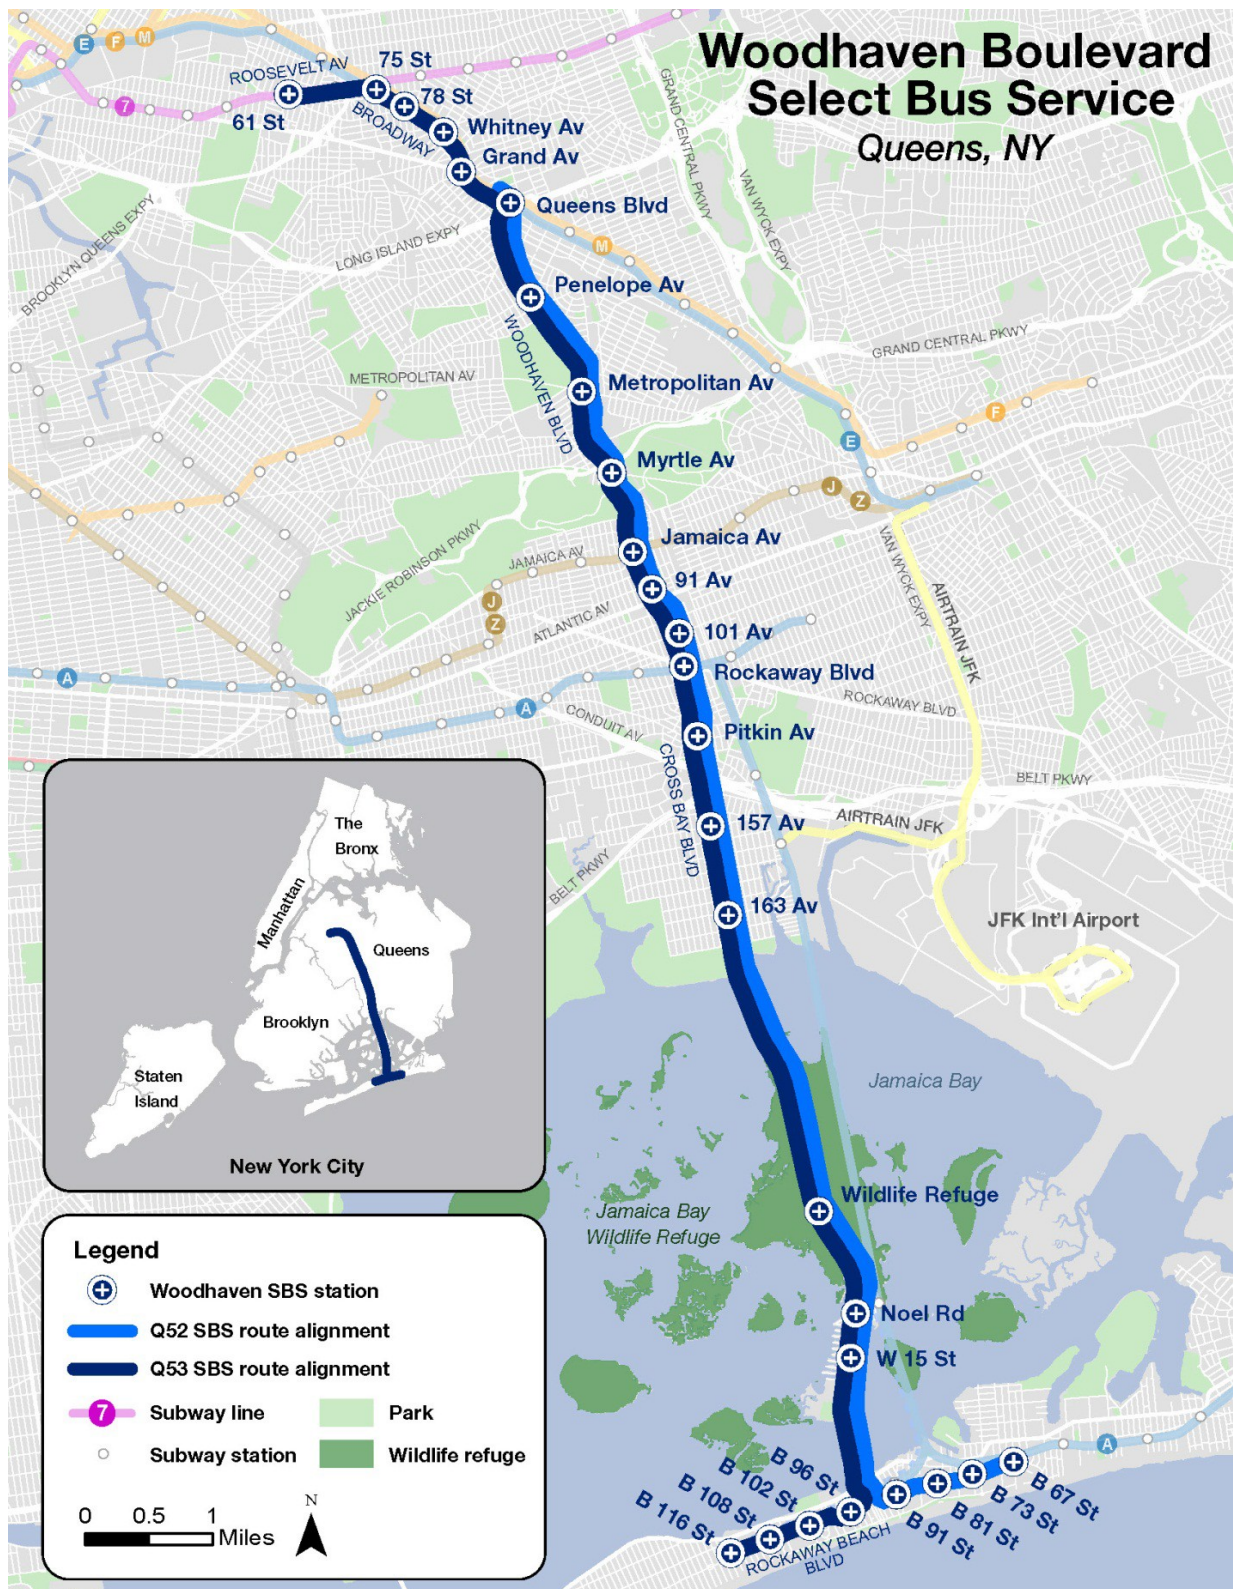 Woodhaven Boulevard
Select Bus Service
Queens, NY
E
F
M
7
ROOSEVELT AV
61 St
75 St
78 St
BROADWAY
Whitney Av
Grand Av
Queens Blvd
GRAND CENTRAL PKWY
VAN WYCK EXPY
BROOKLYN QUEENS EXPY
LONG ISLAND EXPY
M
Penelope Av
WOODHAVEN BLVD
GRAND CENTRAL PKWY
METROPOLITAN AV
Metropolitan Av
F
E
Myrtle Av
J
Z
JACKIE ROBINSON PKWY
JAMAICA AV
Jamaica Av
VAN WYCK EXPY
91 Av
J
Z
ATLANTIC AV
AIRTRAIN JFK
101 Av
A
Rockaway Blvd
A
CONDUIT AV
ROCKAWAY BLVD
Pitkin Av
CROSS BAY BLVD
BELT PKWY
157 Av
AIRTRAIN JFK
BELT PKWY
163 Av
JFK Int'l Airport
Jamaica Bay
Wildlife Refuge
Jamaica Bay
Wildlife Refuge
Noel Rd
W 15 St
A
B 96 St
B 102 St
B 108 St
B 116 St
B 67 St
B 73 St
B 81 St
B 91 St
ROCKAWAY BEACH
BLVD
The
Bronx
Manhattan
Queens
Brooklyn
Staten
Island
New York City
Legend
Woodhaven SBS station
Q52 SBS route alignment
Q53 SBS route alignment
7
Subway line
Park
Subway station
Wildlife refuge
0 0.5 1
Miles
N